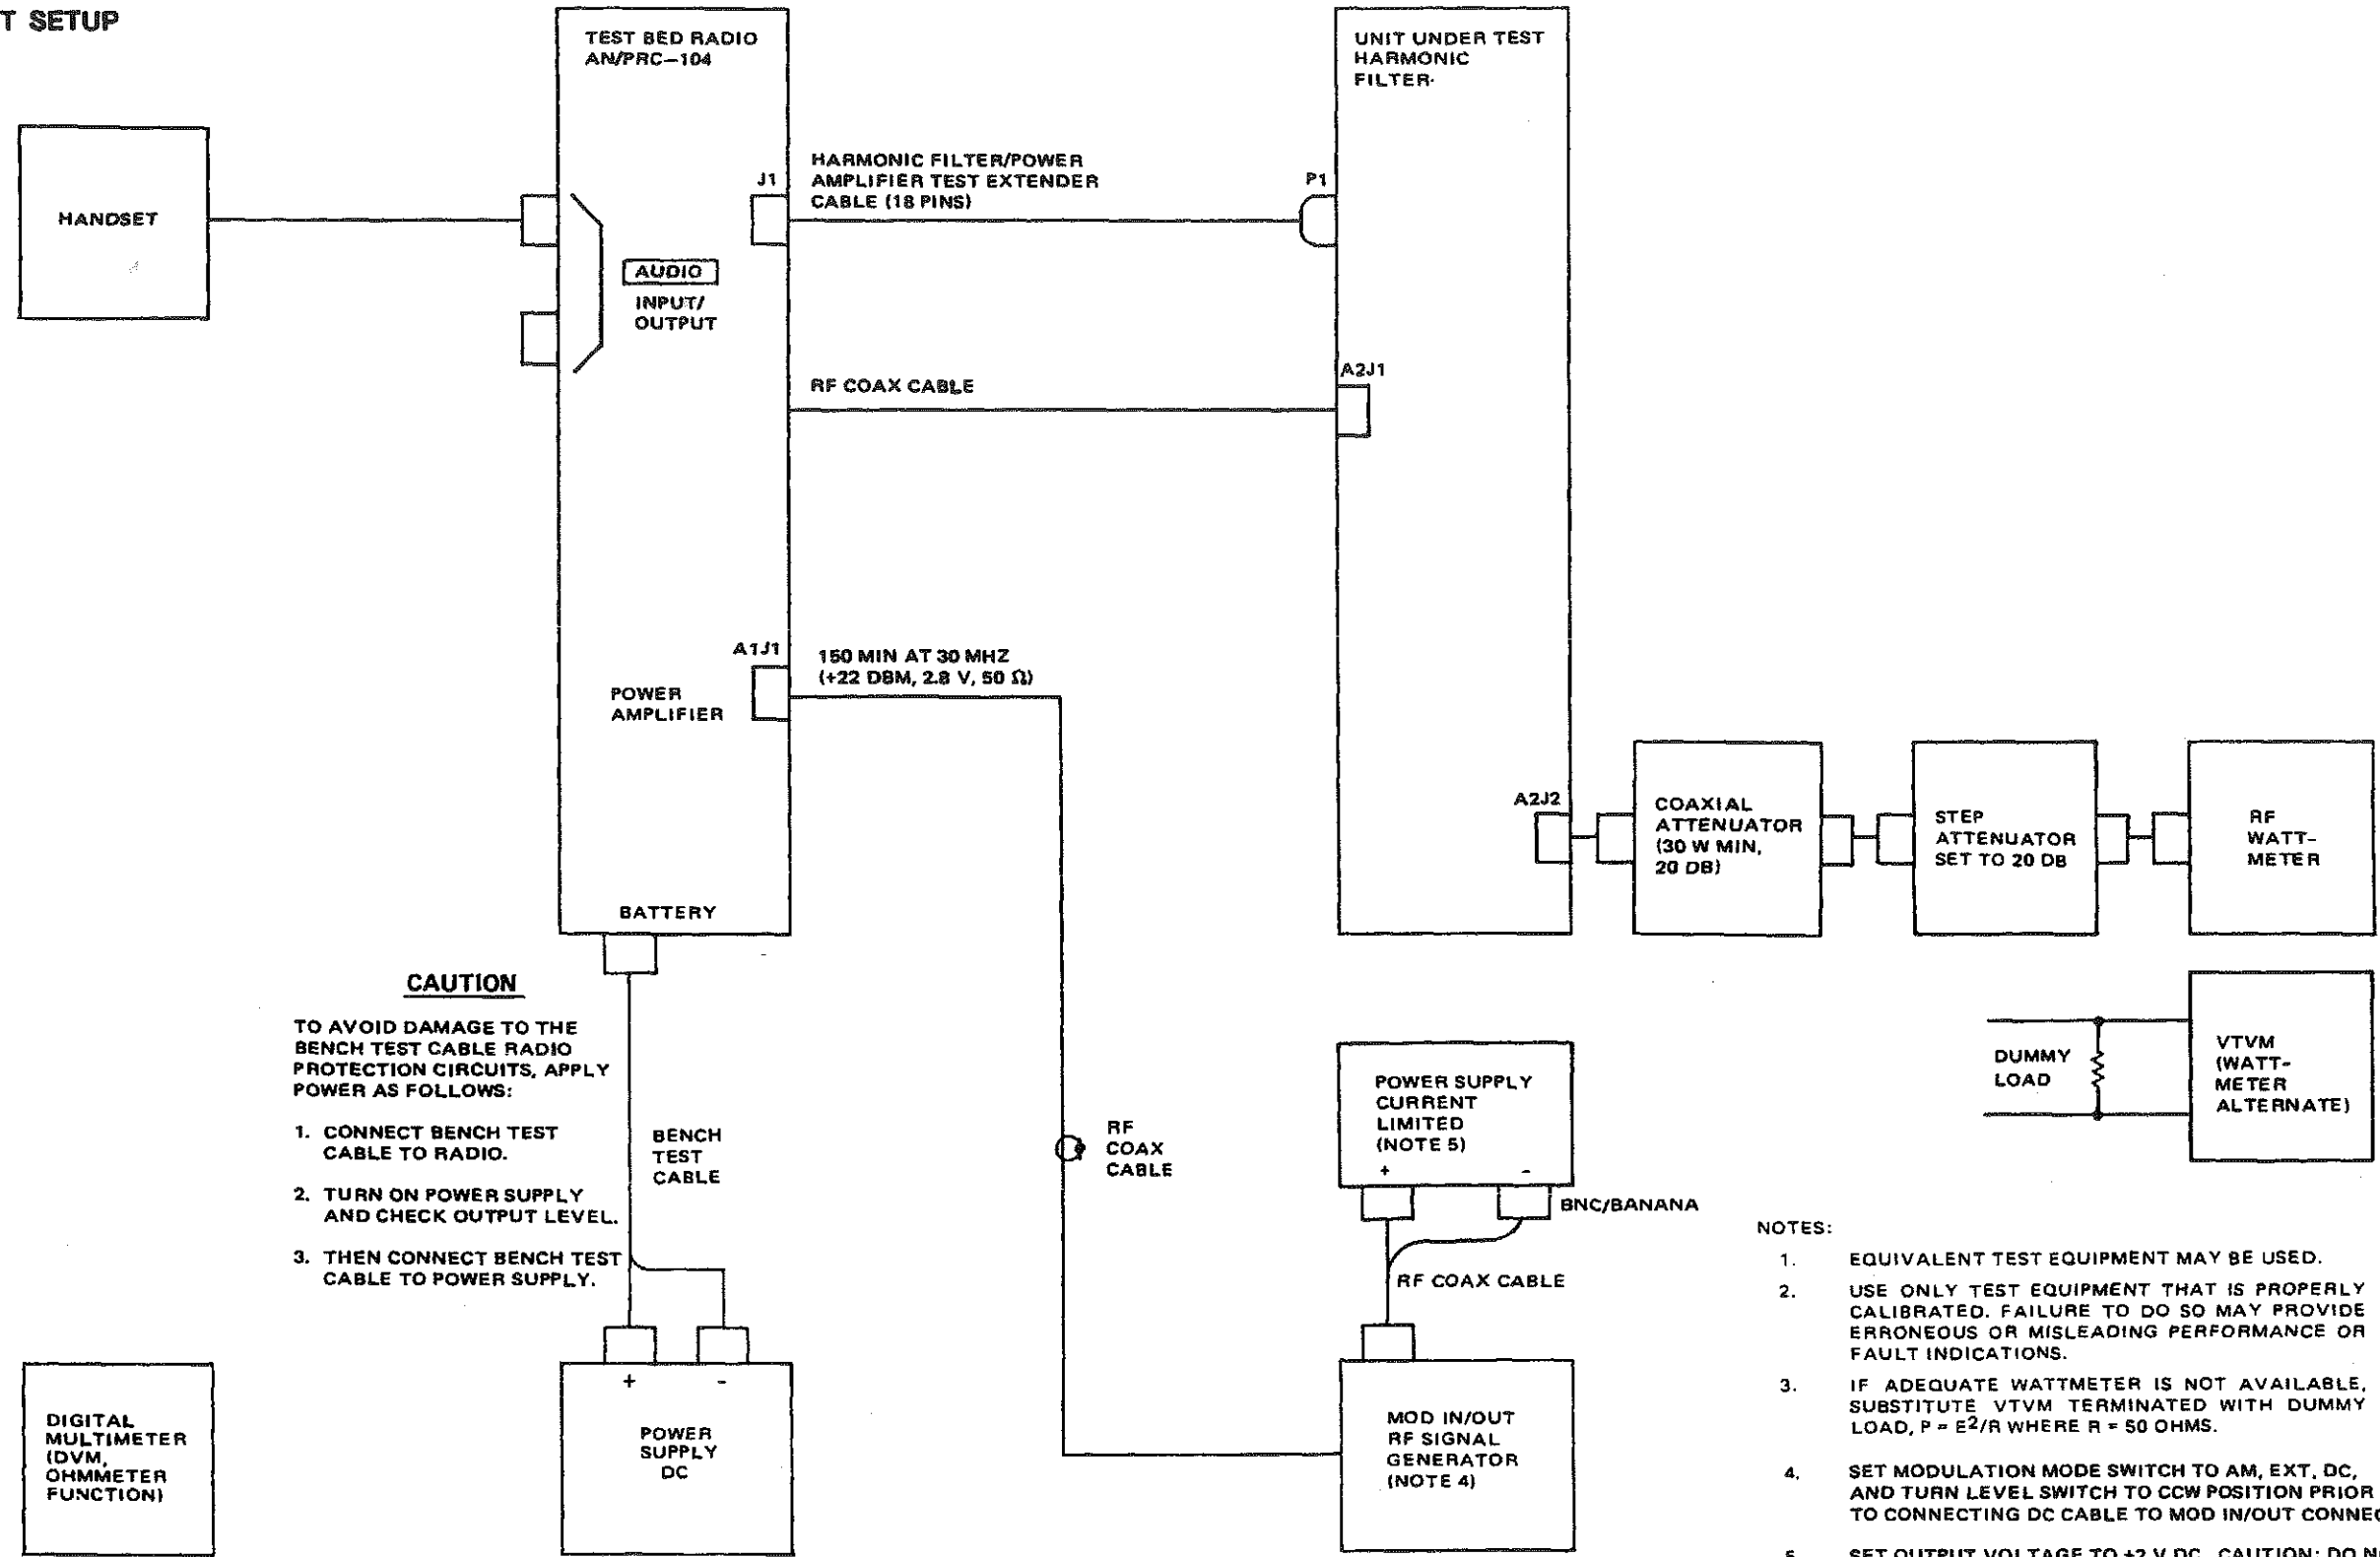 T SETUP
TEST BED RADIO
AN/PRC-104
UNIT UNDER TEST
HARMONIC
FILTER
HANDSET
J1
HARMONIC FILTER/POWER
AMPLIFIER TEST EXTENDER
CABLE (18 PINS)
P1
AUDIO
INPUT/
OUTPUT
RF COAX CABLE
A2J1
A1J1
150 MIN AT 30 MHZ
(+22 DBM, 2.8 V, 50 Ω)
POWER
AMPLIFIER
A2J2
COAXIAL
ATTENUATOR
(30 W MIN,
20 DB)
STEP
ATTENUATOR
SET TO 20 DB
RF
WATT-
METER
BATTERY
CAUTION
TO AVOID DAMAGE TO THE
BENCH TEST CABLE RADIO
PROTECTION CIRCUITS, APPLY
POWER AS FOLLOWS:
1. CONNECT BENCH TEST
CABLE TO RADIO.
2. TURN ON POWER SUPPLY
AND CHECK OUTPUT LEVEL.
3. THEN CONNECT BENCH TEST
CABLE TO POWER SUPPLY.
BENCH
TEST
CABLE
RF
COAX
CABLE
POWER SUPPLY
CURRENT
LIMITED
(NOTE 5)
+ -
BNC/BANANA
RF COAX CABLE
DUMMY
LOAD
VTVM
(WATT-
METER
ALTERNATE)
DIGITAL
MULTIMETER
(DVM,
OHMMETER
FUNCTION)
+ -
POWER
SUPPLY
DC
MOD IN/OUT
RF SIGNAL
GENERATOR
(NOTE 4)
NOTES:
1. EQUIVALENT TEST EQUIPMENT MAY BE USED.
2. USE ONLY TEST EQUIPMENT THAT IS PROPERLY
CALIBRATED. FAILURE TO DO SO MAY PROVIDE
ERRONEOUS OR MISLEADING PERFORMANCE OR
FAULT INDICATIONS.
3. IF ADEQUATE WATTMETER IS NOT AVAILABLE,
SUBSTITUTE VTVM TERMINATED WITH DUMMY
LOAD, P = E²/R WHERE R = 50 OHMS.
4. SET MODULATION MODE SWITCH TO AM, EXT, DC,
AND TURN LEVEL SWITCH TO CCW POSITION PRIOR
TO CONNECTING DC CABLE TO MOD IN/OUT CONNEC
5. SET OUTPUT VOLTAGE TO +2 V DC. CAUTION: DO N